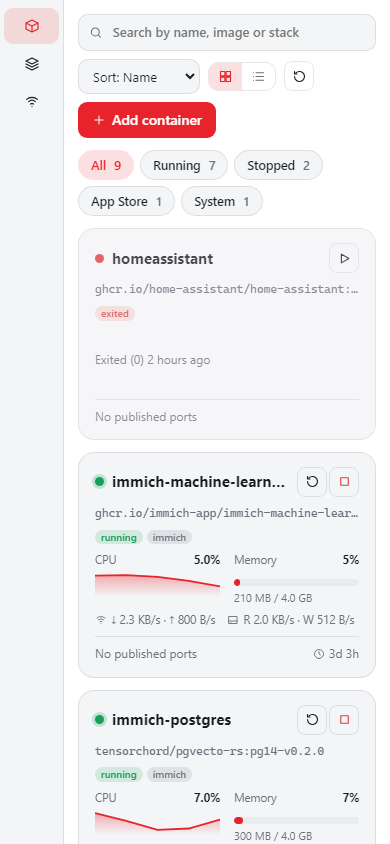 Search by name, image or stack
Sort: Name
+ Add container
All 9
Running 7
Stopped 2
App Store 1
System 1
homeassistant
ghcr.io/home-assistant/home-assistant:…
exited
Exited (0) 2 hours ago
No published ports
immich-machine-learn...
ghcr.io/immich-app/immich-machine-lear…
running immich
CPU 5.0% Memory 5%
210 MB / 4.0 GB
↓ 2.3 KB/s · ↑ 800 B/s R 2.0 KB/s · W 512 B/s
No published ports 3d 3h
immich-postgres
tensorchord/pgvecto-rs:pg14-v0.2.0
running immich
CPU 7.0% Memory 7%
300 MB / 4.0 GB